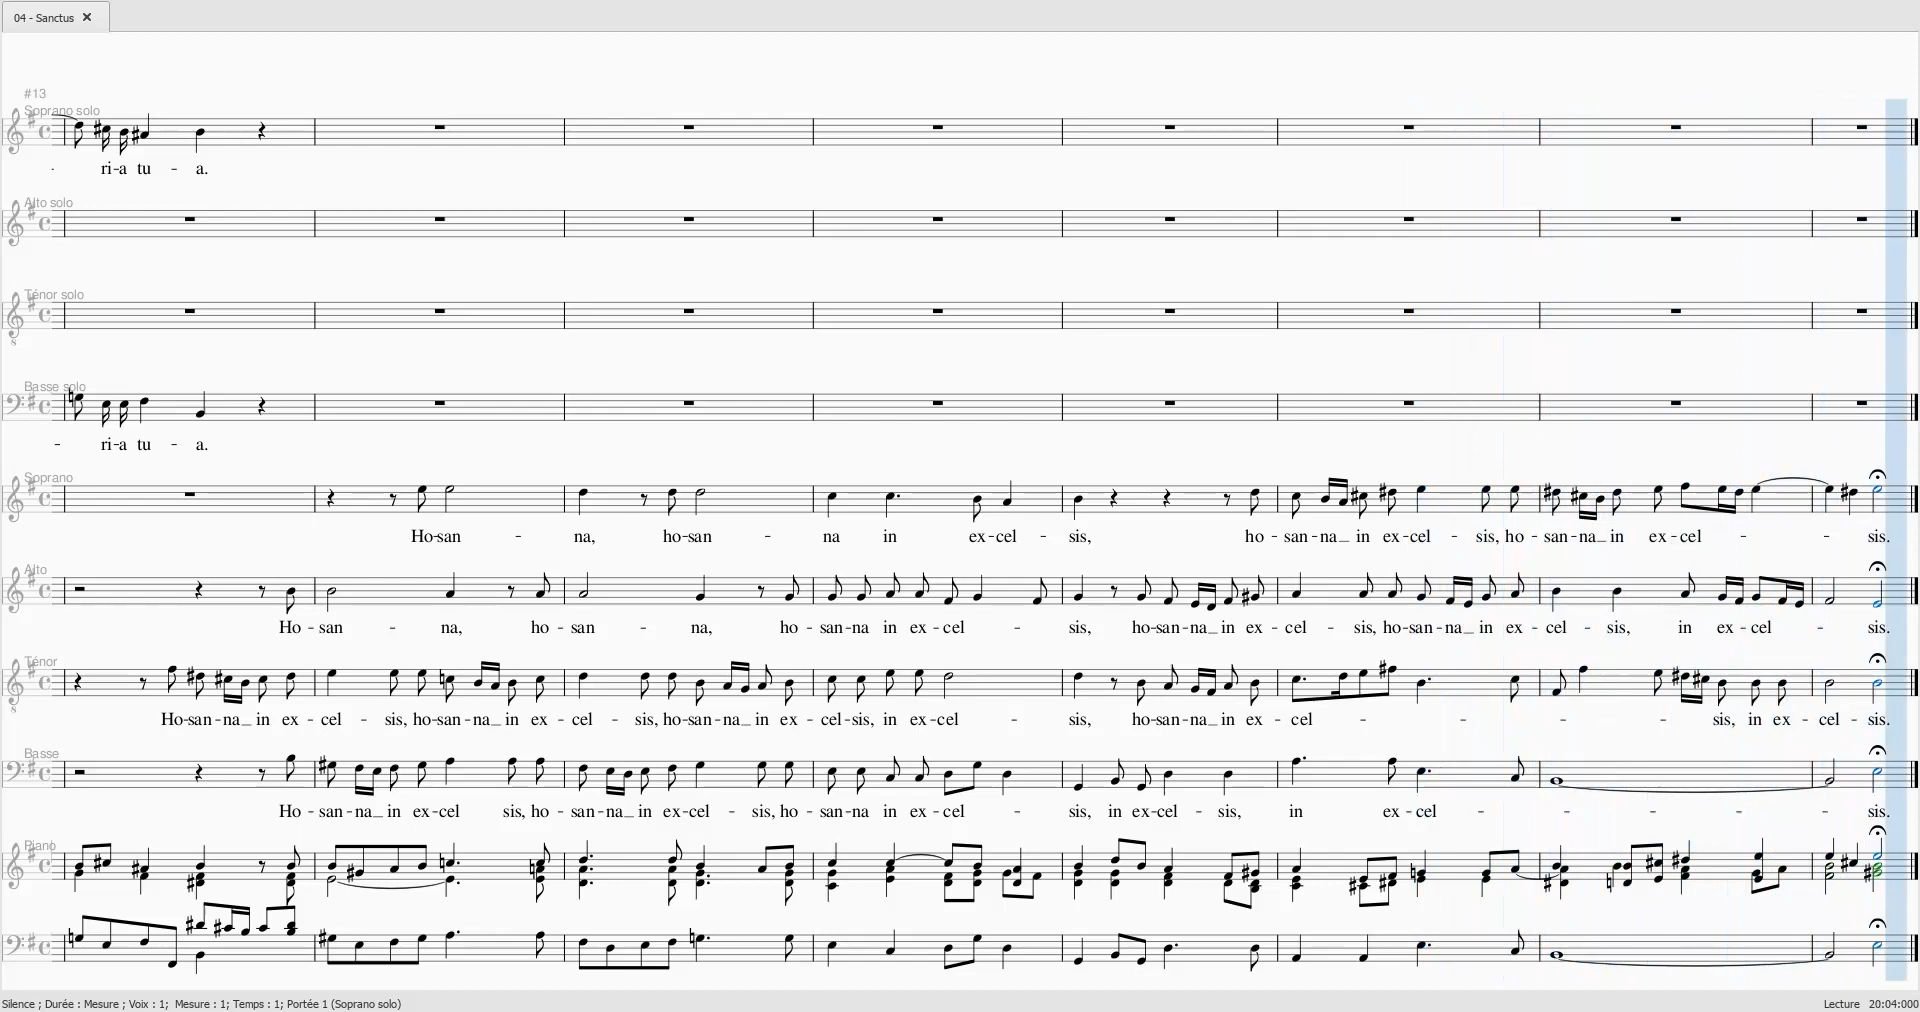 04 - Sanctus
#13
Soprano solo
- ri-a tu - a.
Alto solo
Ténor solo
Basse solo
- ri-a tu - a.
Soprano
Ho-san - na, ho-san - na in ex-cel - sis, ho - san-na_ in ex-cel - sis, ho - san-na_ in ex-cel - - sis.
Alto
Ho - san - na, ho - san - na, ho - san-na in ex-cel - sis, ho-san-na_ in ex - cel - sis, ho-san-na_ in ex - cel - sis, in ex - cel - sis.
Ténor
Ho-san-na_ in ex - cel - sis, ho-san-na_ in ex - cel - sis, ho-san-na_ in ex - cel-sis, in ex-cel - sis, ho-san-na_ in ex - cel - - - - sis, in ex - cel - sis.
Basse
Ho - san-na_ in ex-cel sis, ho - san-na_ in ex-cel - sis, ho - san-na in ex-cel - sis, in ex-cel - sis, in ex-cel - - - - sis.
Piano
Silence ; Durée : Mesure ; Voix : 1; Mesure : 1; Temps : 1; Portée 1 (Soprano solo)
Lecture 20:04:000